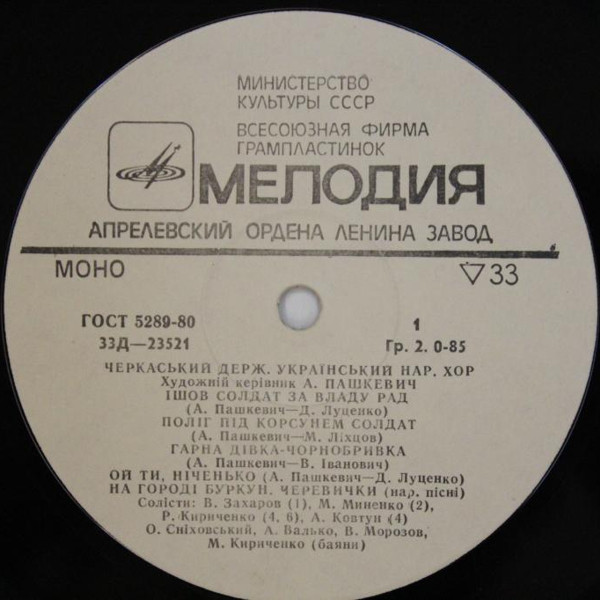 МИНИСТЕРСТВО
КУЛЬТУРЫ СССР
ВСЕСОЮЗНАЯ ФИРМА
ГРАМПЛАСТИНОК
МЕЛОДИЯ
АПРЕЛЕВСКИЙ ОРДЕНА ЛЕНИНА ЗАВОД
МОНО ▽33
ГОСТ 5289-80 1
33Д—23521 Гр. 2. 0-85
ЧЕРКАСЬКИЙ ДЕРЖ. УКРАЇНСЬКИЙ НАР. ХОР
Художній керівник А. ПАШКЕВИЧ
ІШОВ СОЛДАТ ЗА ВЛАДУ РАД
(А. Пашкевич—Д. Луценко)
ПОЛІГ ПІД КОРСУНЕМ СОЛДАТ
(А. Пашкевич—М. Ліхцов)
ГАРНА ДІВКА-ЧОРНОБРИВКА
(А. Пашкевич—В. Іванович)
ОЙ ТИ, НІЧЕНЬКО (А. Пашкевич—Д. Луценко)
НА ГОРОДІ БУРКУН. ЧЕРЕВИЧКИ (нар. пісні)
Солісти: В. Захаров (1), М. Миненко (2),
Р. Кириченко (4, 6), А. Ковтун (4)
О. Сніховський, А. Валько, В. Морозов,
М. Кириченко (баяни)